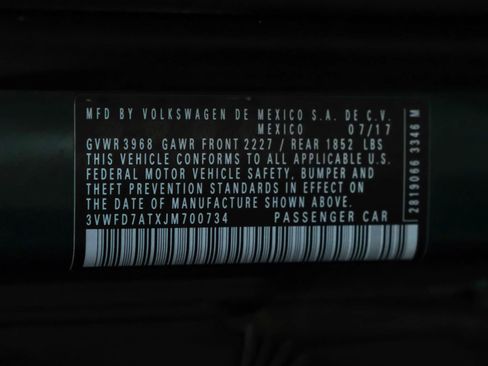 MFD BY VOLKSWAGEN DE MEXICO S.A. DE C.V.
MEXICO 07/17
GVWR 3968 GAWR FRONT 2227 / REAR 1852 LBS
THIS VEHICLE CONFORMS TO ALL APPLICABLE U.S.
FEDERAL MOTOR VEHICLE SAFETY, BUMPER AND
THEFT PREVENTION STANDARDS IN EFFECT ON
THE DATE OF MANUFACTURE SHOWN ABOVE.
3VWFD7ATXJM700734 PASSENGER CAR
2819066 3346 M